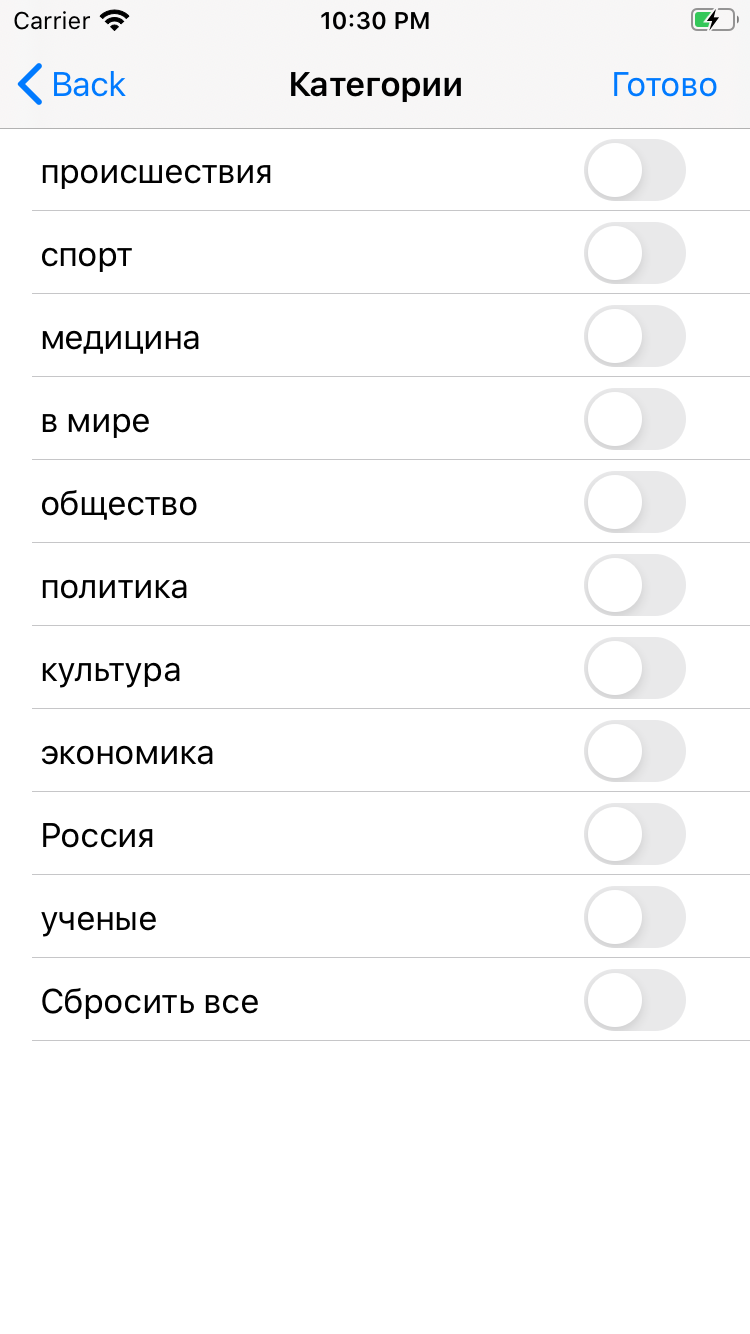 Carrier 10:30 PM
Back Категории Готово
происшествия
спорт
медицина
в мире
общество
политика
культура
экономика
Россия
ученые
Сбросить все